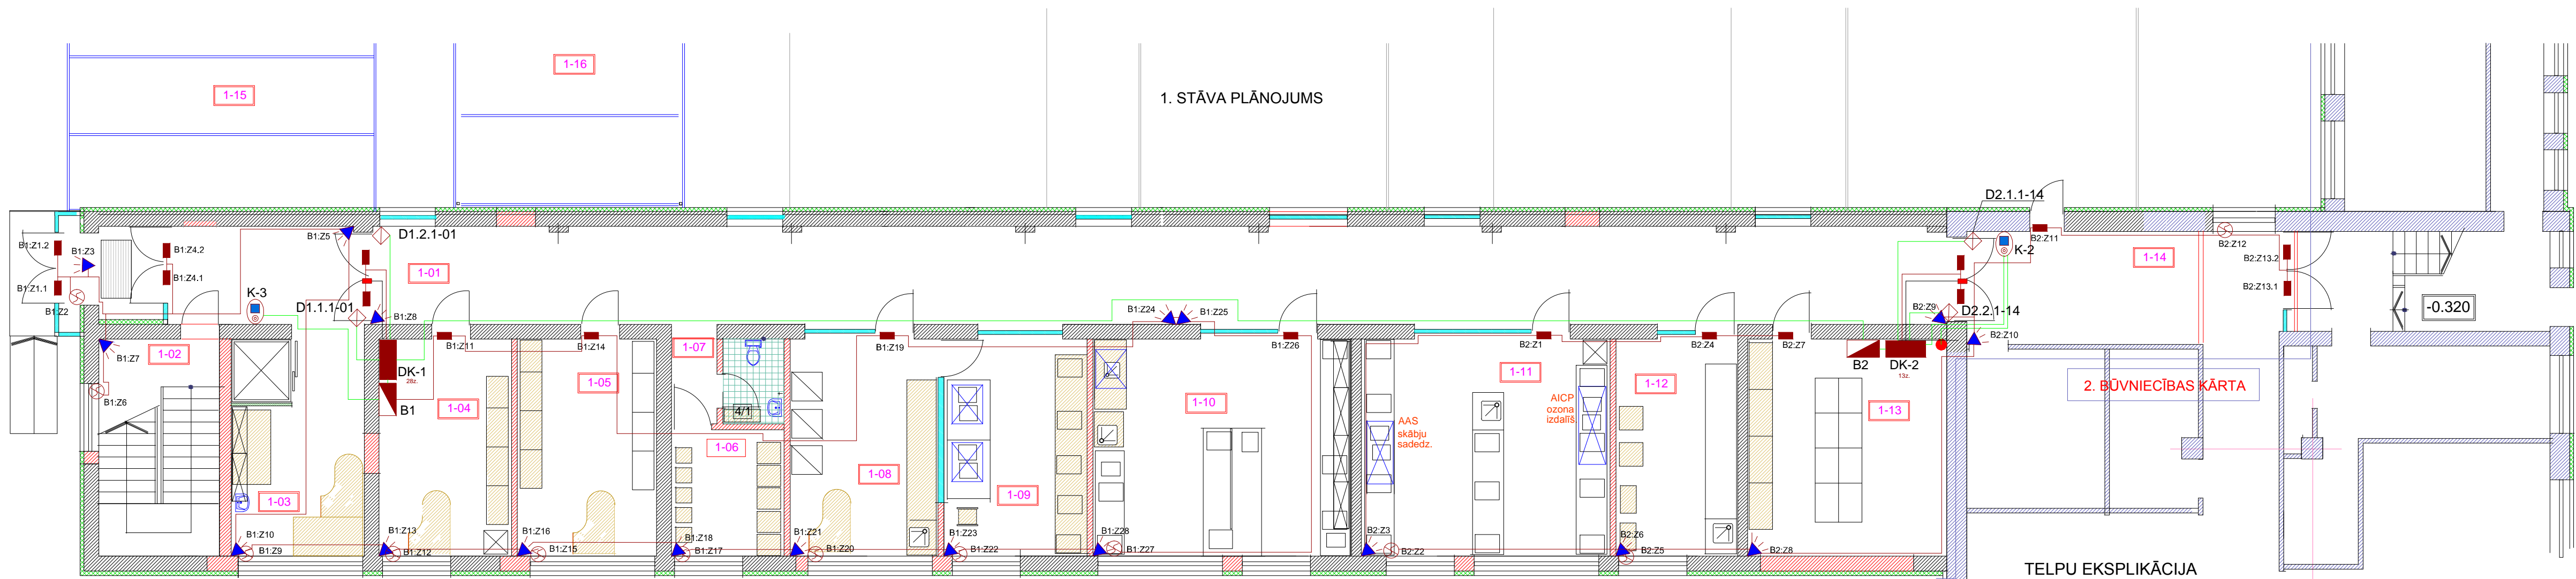 1-16
1-15
1. STĀVA PLĀNOJUMS
D2.1.1-14
B1:Z1.2
B1:Z3
B1:Z4.2
B1:Z5
D1.2.1-01
B2:Z11
K-2
B2:Z12
1-14
B2:Z13.2
1-01
B1:Z4.1
B1:Z1.1
B2:Z13.1
K-3
D1.1.1-01
B1:Z2
B1:Z8
B1:Z24
B1:Z25
B2:Z9
D2.2.1-14
-0.320
B1:Z7
1-02
B1:Z11
B1:Z14
1-07
B1:Z19
B1:Z26
B2:Z1
B2:Z4
B2:Z7
B2:Z10
DK-1
28z.
1-05
1-11
1-12
B2
DK-2
13z.
2. BŪVNIECĪBAS KĀRTA
B1:Z6
B1
1-04
4/1
1-10
AICP
ozona
izdalīš.
1-13
AAS
skābju
sadedz.
1-06
1-08
1-03
1-09
B1:Z10
B1:Z9
B1:Z13
B1:Z12
B1:Z16
B1:Z15
B1:Z18
B1:Z17
B1:Z21
B1:Z20
B1:Z23
B1:Z22
B1:Z28
B1:Z27
B2:Z3
B2:Z2
B2:Z6
B2:Z5
B2:Z8
TELPU EKSPLIKĀCIJA